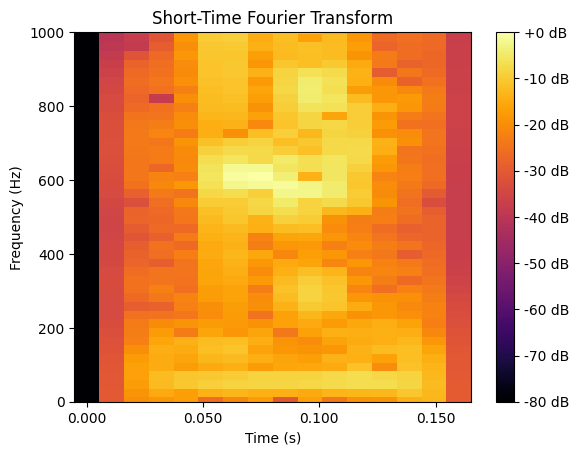 Short-Time Fourier Transform
Frequency (Hz)
1000
800
600
400
200
0
0.000
0.050
0.100
0.150
Time (s)
+0 dB
-10 dB
-20 dB
-30 dB
-40 dB
-50 dB
-60 dB
-70 dB
-80 dB